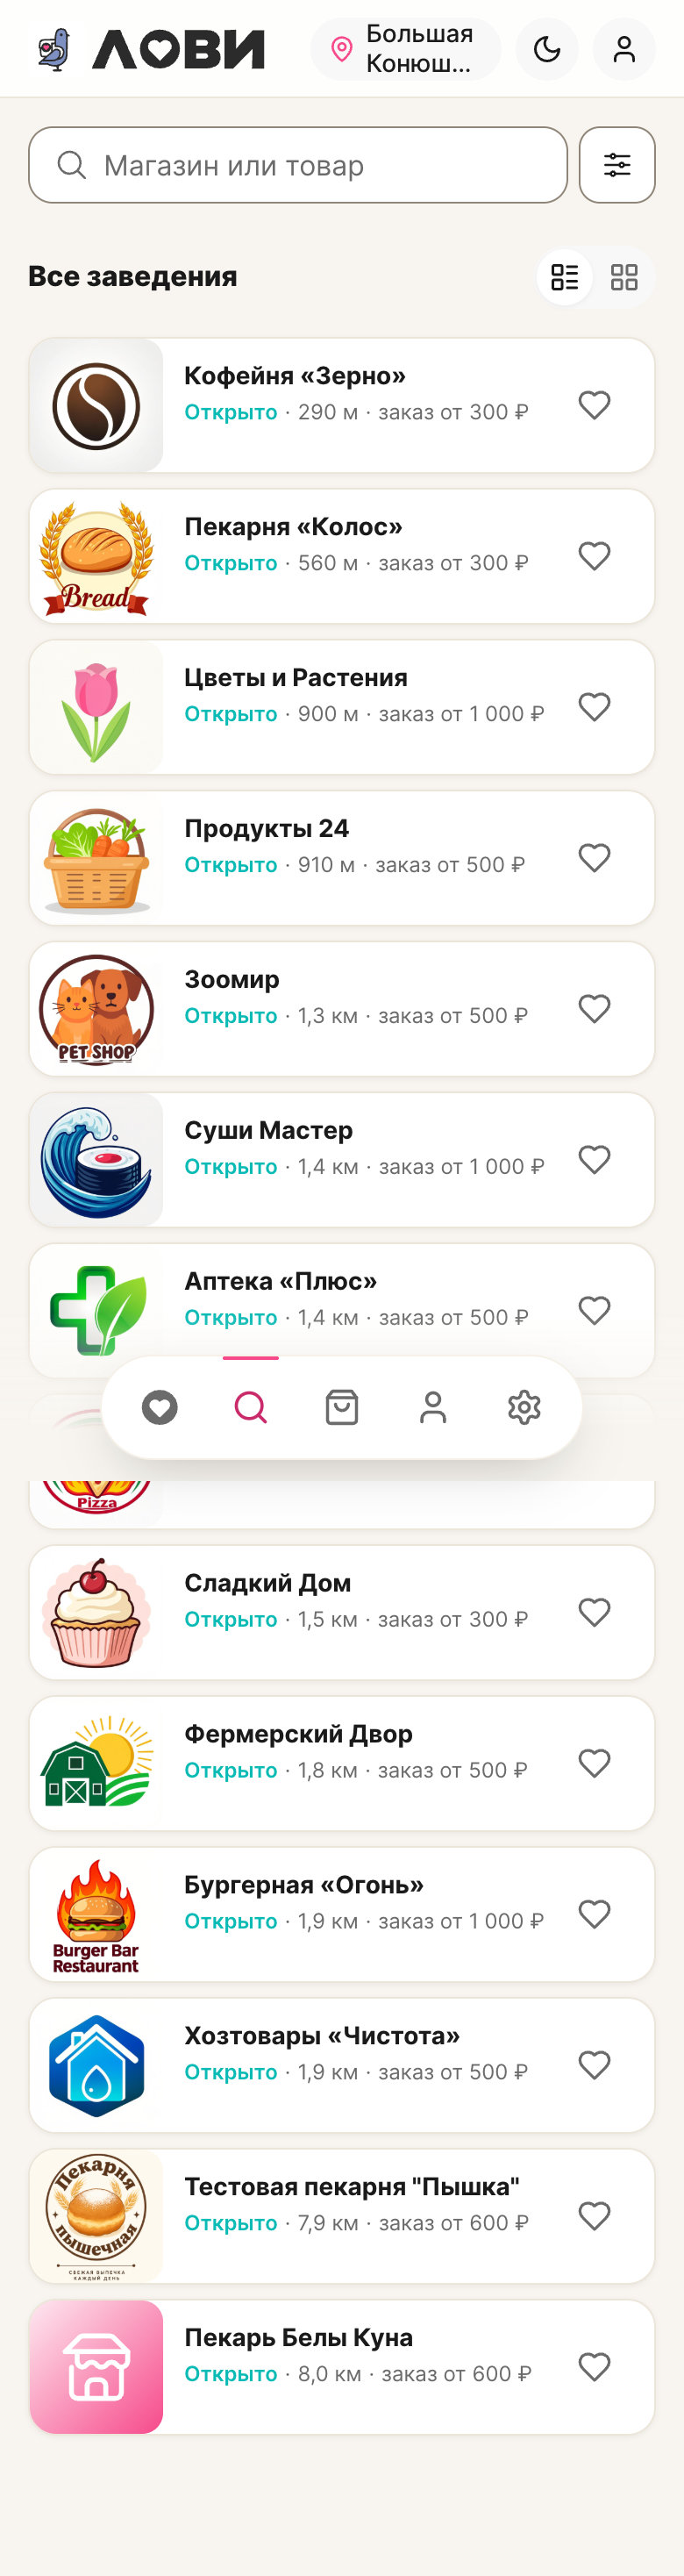 ЛОВИ
Большая
Конюш...
Магазин или товар
Все заведения
Кофейня «Зерно»
Открыто · 290 м · заказ от 300 ₽
Bread
Пекарня «Колос»
Открыто · 560 м · заказ от 300 ₽
Цветы и Растения
Открыто · 900 м · заказ от 1 000 ₽
Продукты 24
Открыто · 910 м · заказ от 500 ₽
PET SHOP
Зоомир
Открыто · 1,3 км · заказ от 500 ₽
Суши Мастер
Открыто · 1,4 км · заказ от 1 000 ₽
Аптека «Плюс»
Открыто · 1,4 км · заказ от 500 ₽
Pizza
Сладкий Дом
Открыто · 1,5 км · заказ от 300 ₽
Фермерский Двор
Открыто · 1,8 км · заказ от 500 ₽
Burger Bar
Restaurant
Бургерная «Огонь»
Открыто · 1,9 км · заказ от 1 000 ₽
Хозтовары «Чистота»
Открыто · 1,9 км · заказ от 500 ₽
Пекарня
пышечная
СВЕЖАЯ ВЫПЕЧКА
КАЖДЫЙ ДЕНЬ
Тестовая пекарня "Пышка"
Открыто · 7,9 км · заказ от 600 ₽
Пекарь Белы Куна
Открыто · 8,0 км · заказ от 600 ₽